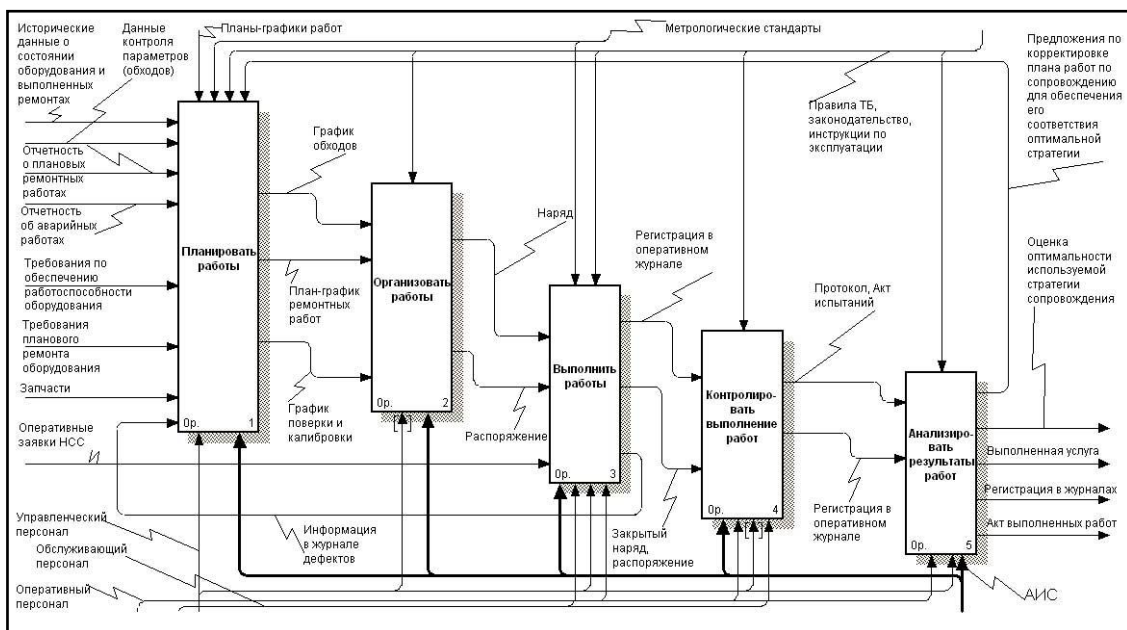 Исторические
данные о
состоянии
оборудования и
выполненных
ремонтах
Данные
контроля
параметров
(обходов)
Планы-графики работ
Метрологические стандарты
Предложения по
корректировке
плана работ по
сопровождению
для обеспечения
его
соответствия
оптимальной
стратегии
Правила ТБ,
законодательство,
инструкции по
эксплуатации
Отчетность
о плановых
ремонтных
работах
Отчетность
об аварийных
работах
Требования по
обеспечению
работоспособности
оборудования
Требования
планового
ремонта
оборудования
Запчасти
Оперативные
заявки НСС
Планировать
работы
0р.
1
График
обходов
План-график
ремонтных
работ
График
поверки и
калибровки
Организовать
работы
0р.
2
Наряд
Распоряжение
Выполнить
работы
0р.
3
Регистрация в
оперативном
журнале
Закрытый
наряд,
распоряжение
Контролиро-
вать
выполнение
работ
0р.
4
Протокол, Акт
испытаний
Регистрация в
оперативном
журнале
Анализиро-
вать
результаты
работ
0р.
5
Оценка
оптимальности
используемой
стратегии
сопровождения
Выполненная услуга
Регистрация в журналах
Акт выполненных работ
Управленческий
персонал
Обслуживающий
персонал
Оперативный
персонал
Информация
в журнале
дефектов
АИС